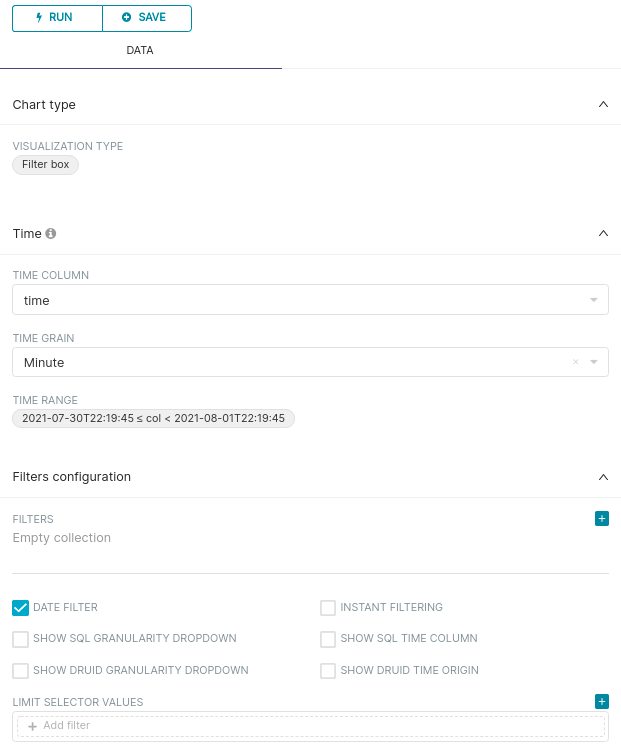 RUN SAVE
DATA
Chart type
VISUALIZATION TYPE
Filter box
Time
TIME COLUMN
time
TIME GRAIN
Minute
TIME RANGE
2021-07-30T22:19:45 ≤ col < 2021-08-01T22:19:45
Filters configuration
FILTERS
Empty collection
DATE FILTER INSTANT FILTERING
SHOW SQL GRANULARITY DROPDOWN SHOW SQL TIME COLUMN
SHOW DRUID GRANULARITY DROPDOWN SHOW DRUID TIME ORIGIN
LIMIT SELECTOR VALUES
Add filter